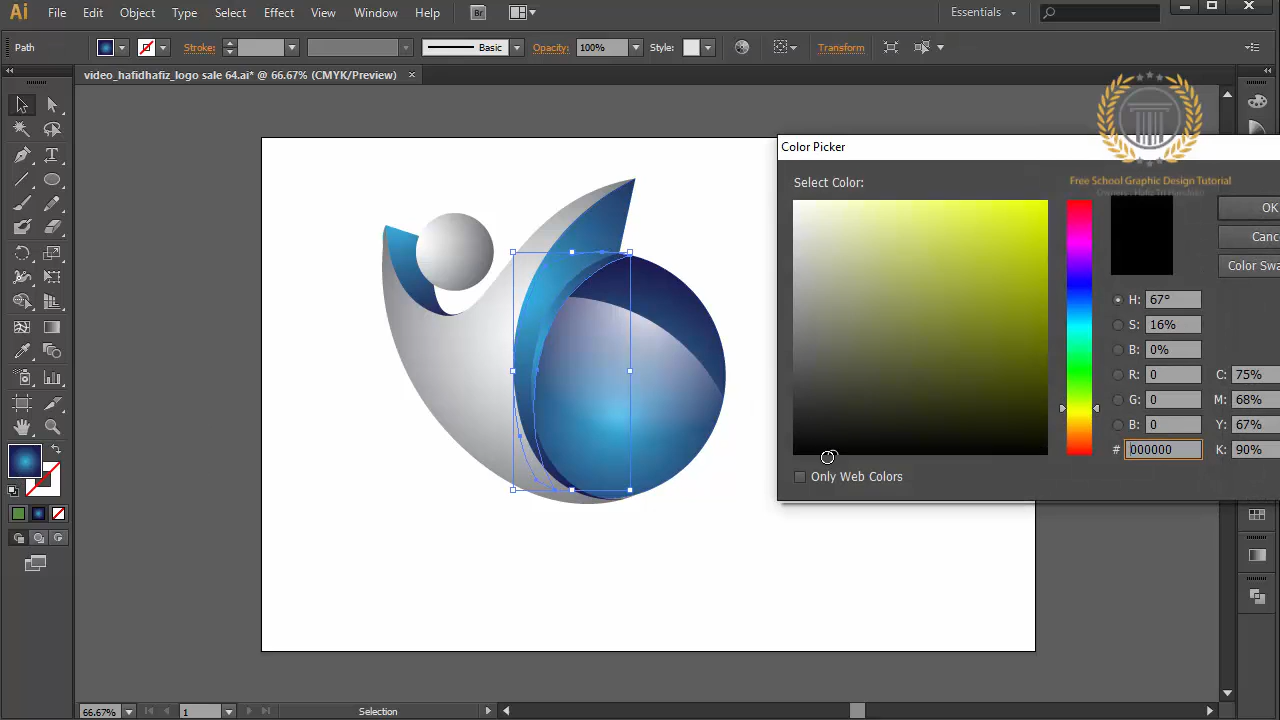 Ai File Edit Object Type Select Effect View Window Help Br Essentials
Path Stroke: Basic Opacity: 100% Style: Transform
video_hafidhafiz_logo sale 64.ai* @ 66.67% (CMYK/Preview) ×
Color Picker
Free School Graphic Design Tutorial
Select Color:
OK
Canc
Color Swa
H: 67°
S: 16%
B: 0%
R: 0 C: 75%
G: 0 M: 68%
B: 0 Y: 67%
# 000000 K: 90%
Only Web Colors
66.67% 1 Selection